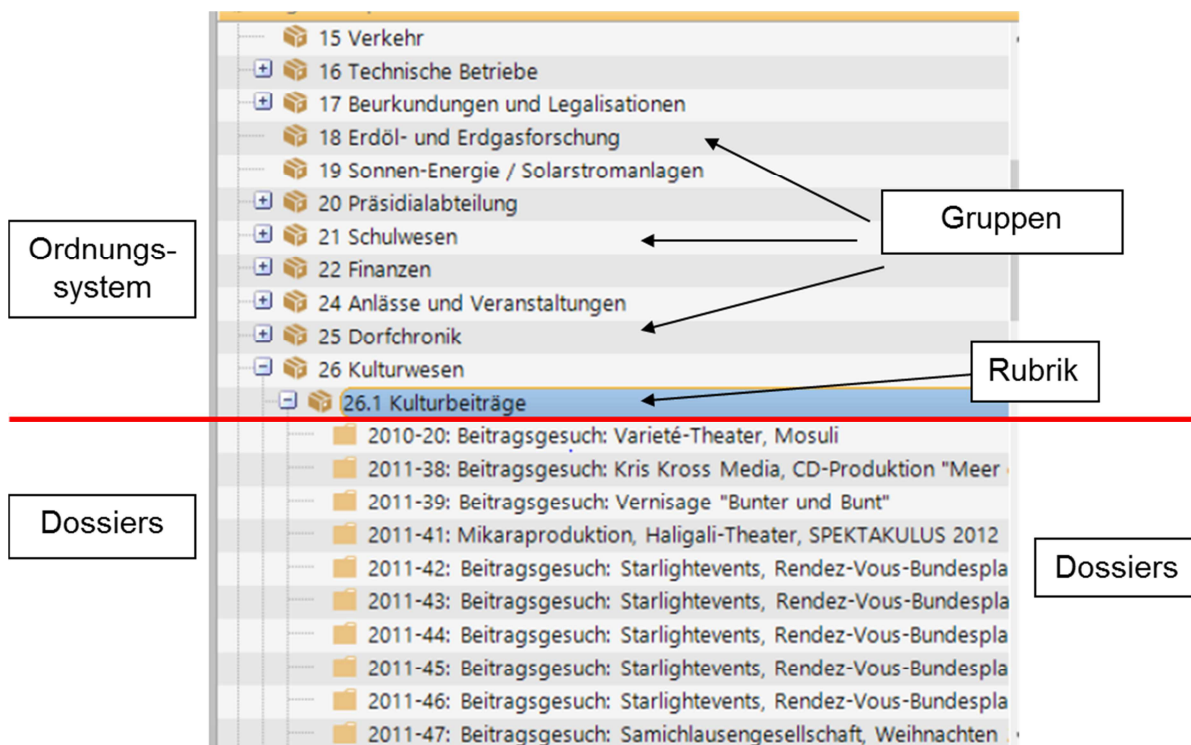 15 Verkehr
16 Technische Betriebe
17 Beurkundungen und Legalisationen
18 Erdöl- und Erdgasforschung
19 Sonnen-Energie / Solarstromanlagen
20 Präsidialabteilung
21 Schulwesen
22 Finanzen
24 Anlässe und Veranstaltungen
25 Dorfchronik
26 Kulturwesen
26.1 Kulturbeiträge
2010-20: Beitragsgesuch: Varieté-Theater, Mosuli
2011-38: Beitragsgesuch: Kris Kross Media, CD-Produktion "Meer
2011-39: Beitragsgesuch: Vernisage "Bunter und Bunt"
2011-41: Mikaraproduktion, Haligali-Theater, SPEKTAKULUS 2012
2011-42: Beitragsgesuch: Starlightevents, Rendez-Vous-Bundespla
2011-43: Beitragsgesuch: Starlightevents, Rendez-Vous-Bundespla
2011-44: Beitragsgesuch: Starlightevents, Rendez-Vous-Bundespla
2011-45: Beitragsgesuch: Starlightevents, Rendez-Vous-Bundespla
2011-46: Beitragsgesuch: Starlightevents, Rendez-Vous-Bundespla
2011-47: Beitragsgesuch: Samichlausengesellschaft, Weihnachten
Ordnungs-
system
Dossiers
Gruppen
Rubrik
Dossiers